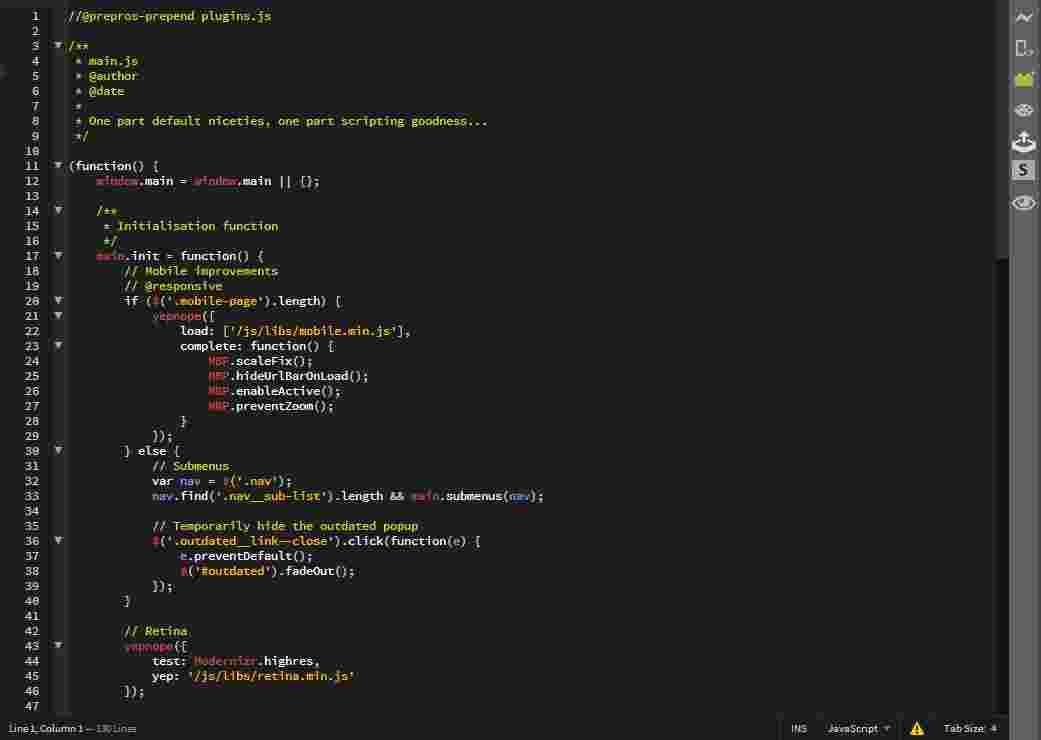 1 //@prepros-prepend plugins.js
2
3 /**
4 * main.js
5 * @author
6 * @date
7 *
8 * One part default niceties, one part scripting goodness...
9 */
10
11 (function() {
12 window.main = window.main || {};
13
14 /**
15 * Initialisation function
16 */
17 main.init = function() {
18 // Mobile improvements
19 // @responsive
20 if ($('.mobile-page').length) {
21 yepnope([
22 load: ['/js/libs/mobile.min.js'],
23 complete: function() {
24 MBP.scaleFix();
25 MBP.hideUrlBarOnLoad();
26 MBP.enableActive();
27 MBP.preventZoom();
28 }
29 });
30 } else {
31 // Submenus
32 var nav = $('.nav');
33 nav.find('.nav__sub-list').length && main.submenus(nav);
34
35 // Temporarily hide the outdated popup
36 $('.outdated__link--close').click(function(e) {
37 e.preventDefault();
38 $('#outdated').fadeOut();
39 });
40 }
41
42 // Retina
43 yepnope([
44 test: Modernizr.highres,
45 yep: '/js/libs/retina.min.js'
46 });
47
S
Line 1, Column 1 — 130 Lines INS JavaScript Tab Size: 4